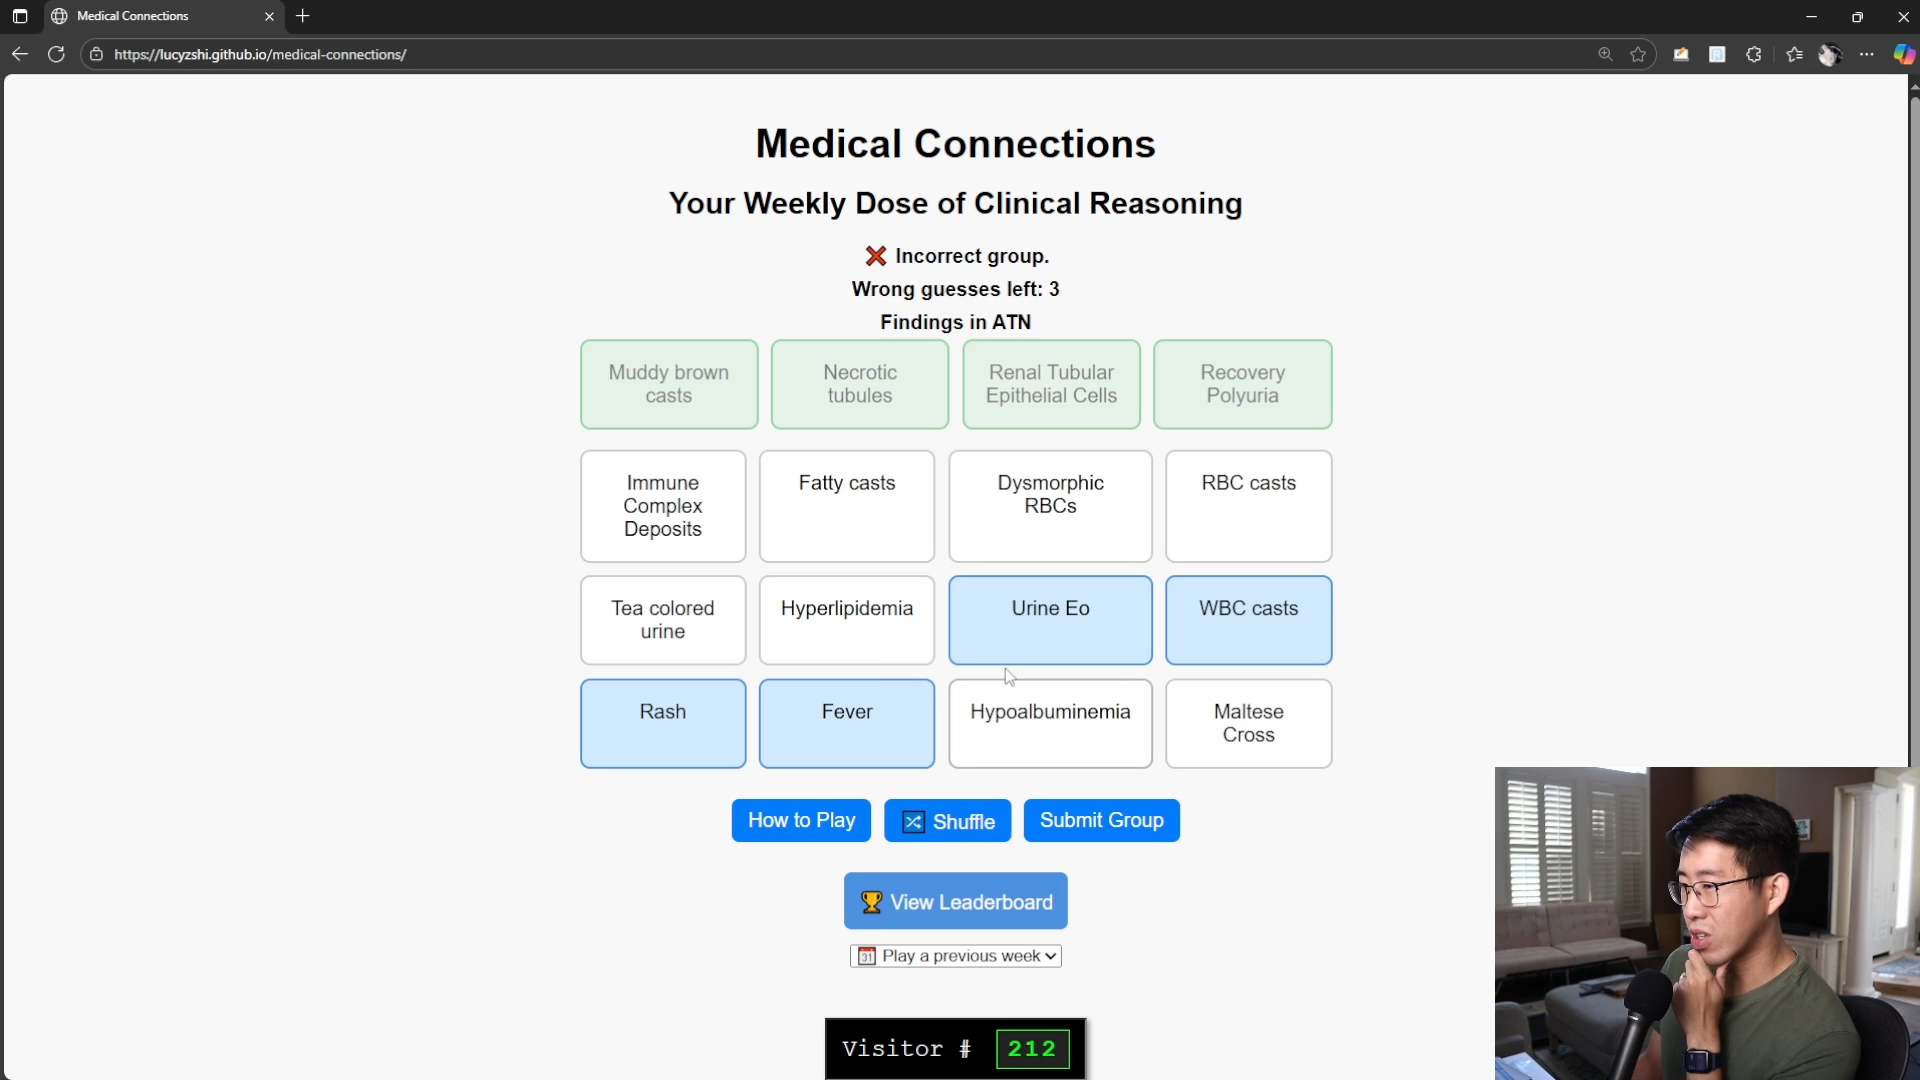 Medical Connections
https://lucyzshi.github.io/medical-connections/
Medical Connections
Your Weekly Dose of Clinical Reasoning
❌ Incorrect group.
Wrong guesses left: 3
Findings in ATN
Muddy brown
casts
Necrotic
tubules
Renal Tubular
Epithelial Cells
Recovery
Polyuria
Immune
Complex
Deposits
Fatty casts
Dysmorphic
RBCs
RBC casts
Tea colored
urine
Hyperlipidemia
Urine Eo
WBC casts
Rash
Fever
Hypoalbuminemia
Maltese
Cross
How to Play
Shuffle
Submit Group
View Leaderboard
31 Play a previous week
Visitor # 212